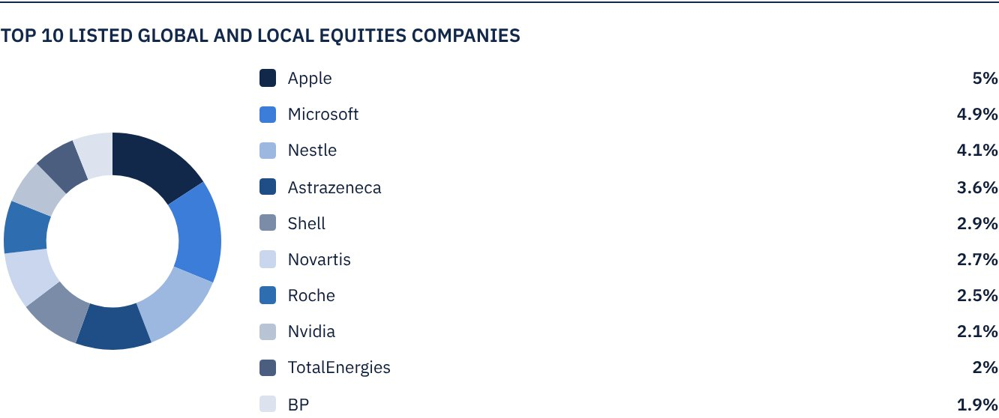 TOP 10 LISTED GLOBAL AND LOCAL EQUITIES COMPANIES
Apple 5%
Microsoft 4.9%
Nestle 4.1%
Astrazeneca 3.6%
Shell 2.9%
Novartis 2.7%
Roche 2.5%
Nvidia 2.1%
TotalEnergies 2%
BP 1.9%